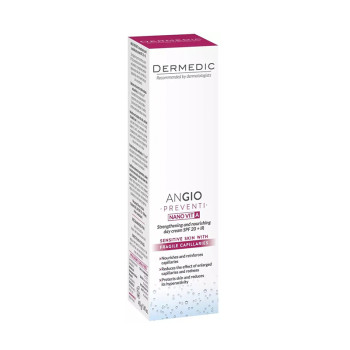 DERMEDIC
Recommended by dermatologists
ANGIO
-PREVENTI-
NANO VIT A
Strengthening and nourishing
day cream SPF 20 + IR
SENSITIVE SKIN WITH
FRAGILE CAPILLARIES
Nourishes and reinforces
capillaries
Reduces the effect of enlarged
capillaries and redness
Protects skin and reduces
its hypersensitivity